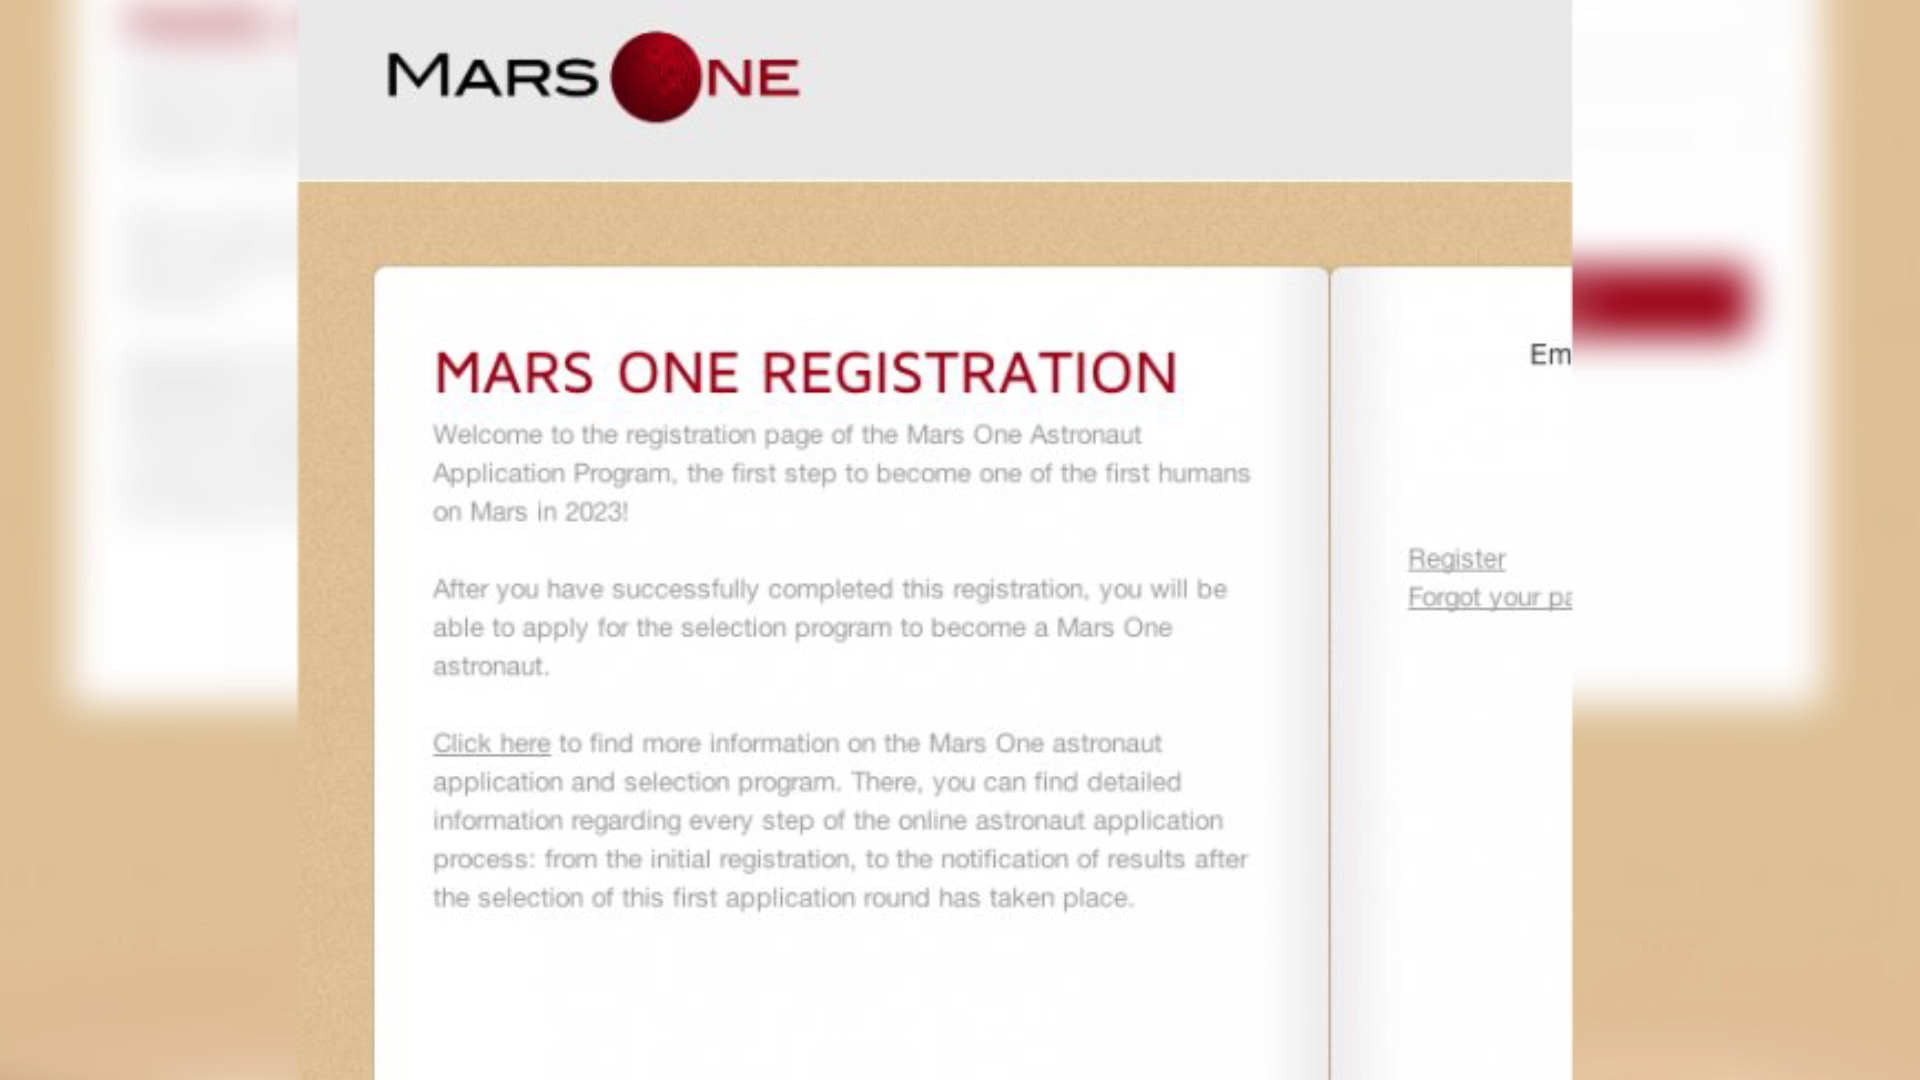 MARS ONE
MARS ONE REGISTRATION
Welcome to the registration page of the Mars One Astronaut
Application Program, the first step to become one of the first humans
on Mars in 2023!
After you have successfully completed this registration, you will be
able to apply for the selection program to become a Mars One
astronaut.
Click here to find more information on the Mars One astronaut
application and selection program. There, you can find detailed
information regarding every step of the online astronaut application
process: from the initial registration, to the notification of results after
the selection of this first application round has taken place.
Em
Register
Forgot your pa